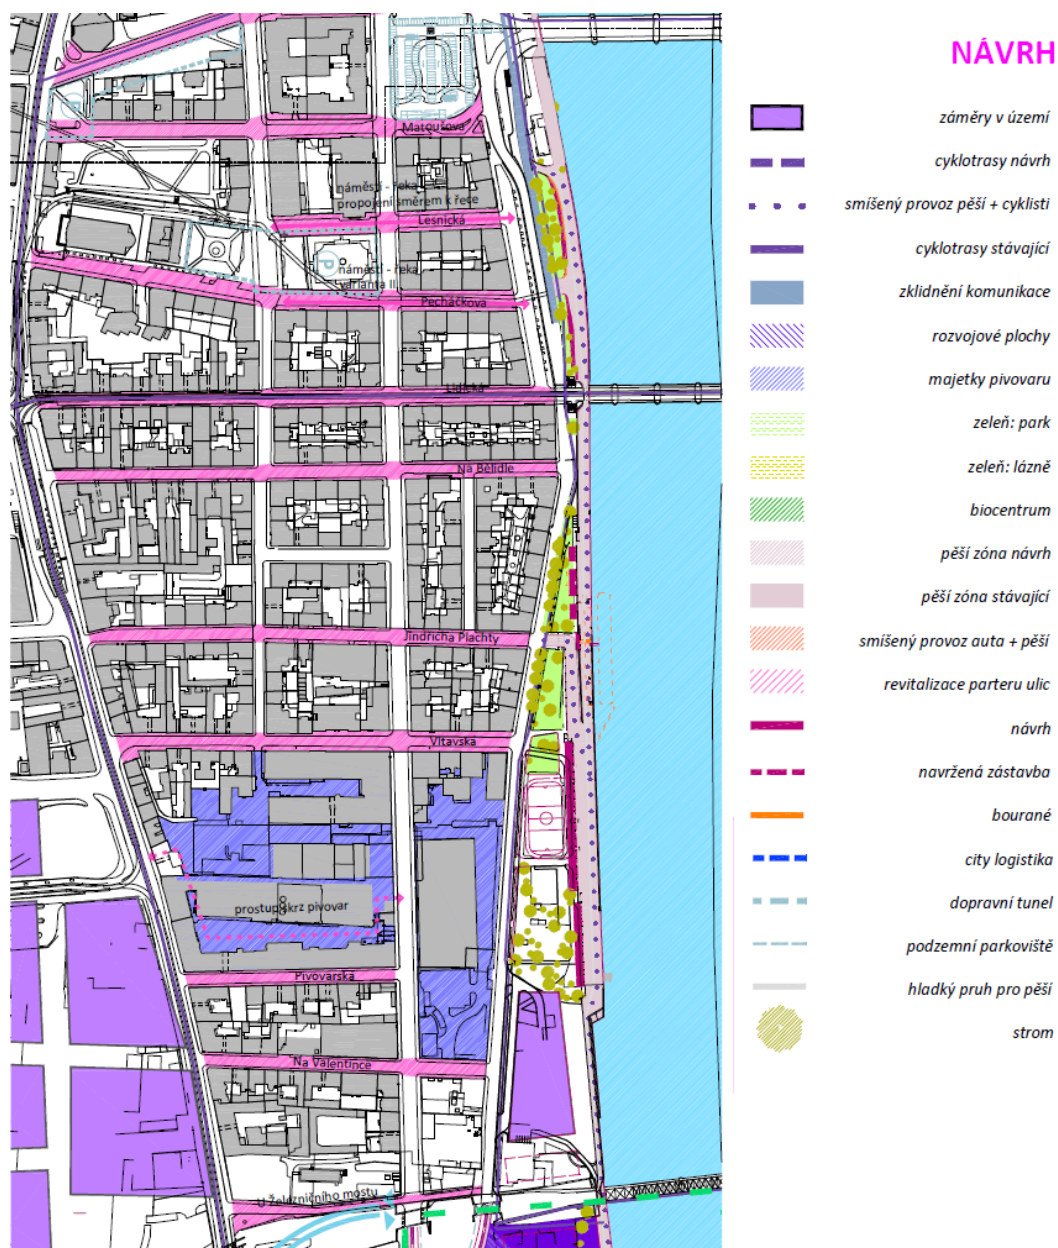 NÁVRH
záměry v území
cyklotrasy návrh
smíšený provoz pěší + cyklisti
cyklotrasy stávající
zklidnění komunikace
rozvojové plochy
majetky pivovaru
zeleň: park
zeleň: lázně
biocentrum
pěší zóna návrh
pěší zóna stávající
smíšený provoz auta + pěší
revitalizace parteru ulic
návrh
navržená zástavba
bourané
city logistika
dopravní tunel
podzemní parkoviště
hladký pruh pro pěší
strom
P
Matoušova
náměstí - řeka
propojení směrem k řece
Lesnická
P
náměstí - řeka
varianta II
Pecháčkova
Lidická
Na Bělidle
Jindřicha Plachty
Vltavská
prostup skrz pivovar
Pivovarská
Na Valentince
U Železničního mostu